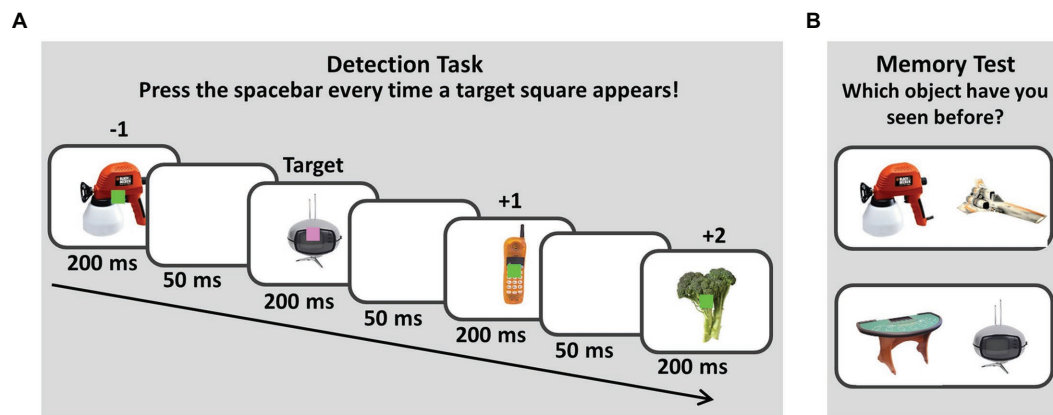 A
Detection Task
Press the spacebar every time a target square appears!
-1
Target
+1
+2
200 ms
50 ms
200 ms
50 ms
200 ms
50 ms
200 ms
B
Memory Test
Which object have you
seen before?